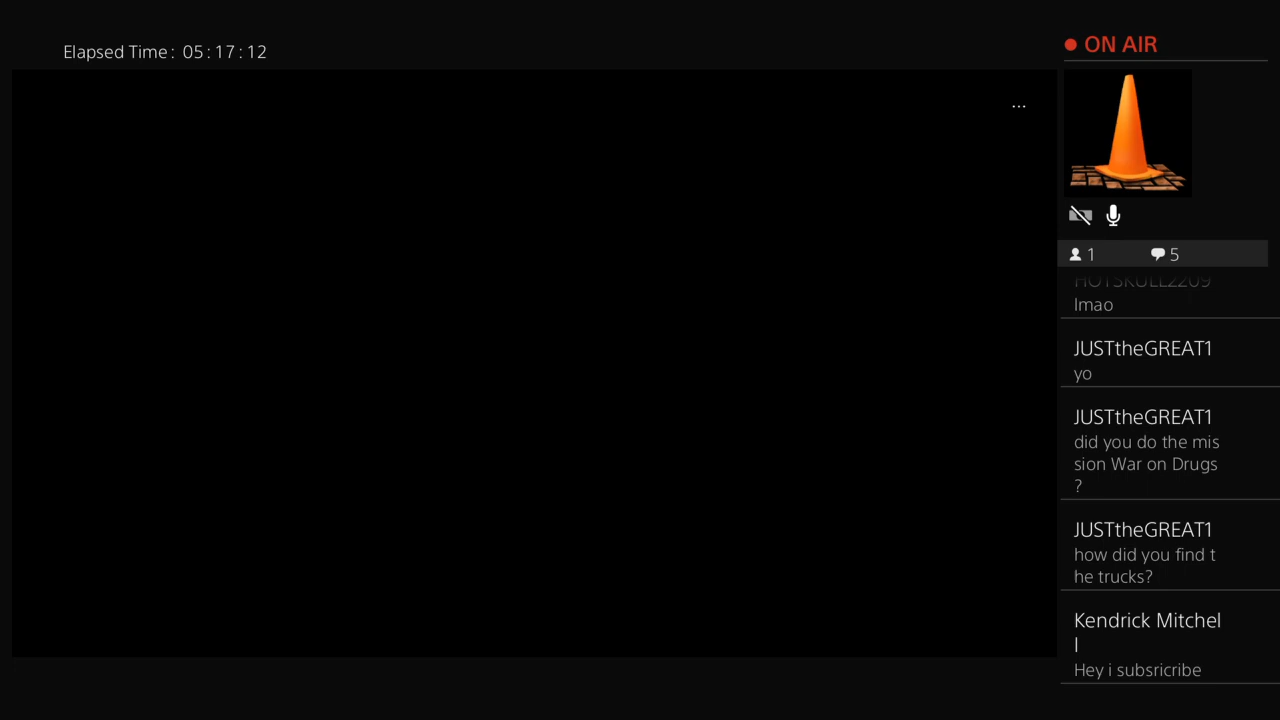 Elapsed Time: 05:17:12
...
ON AIR
1
5
HOTSKULL2209
lmao
JUSTtheGREAT1
yo
JUSTtheGREAT1
did you do the mis
sion War on Drugs
?
JUSTtheGREAT1
how did you find t
he trucks?
Kendrick Mitchel
l
Hey i subsricribe